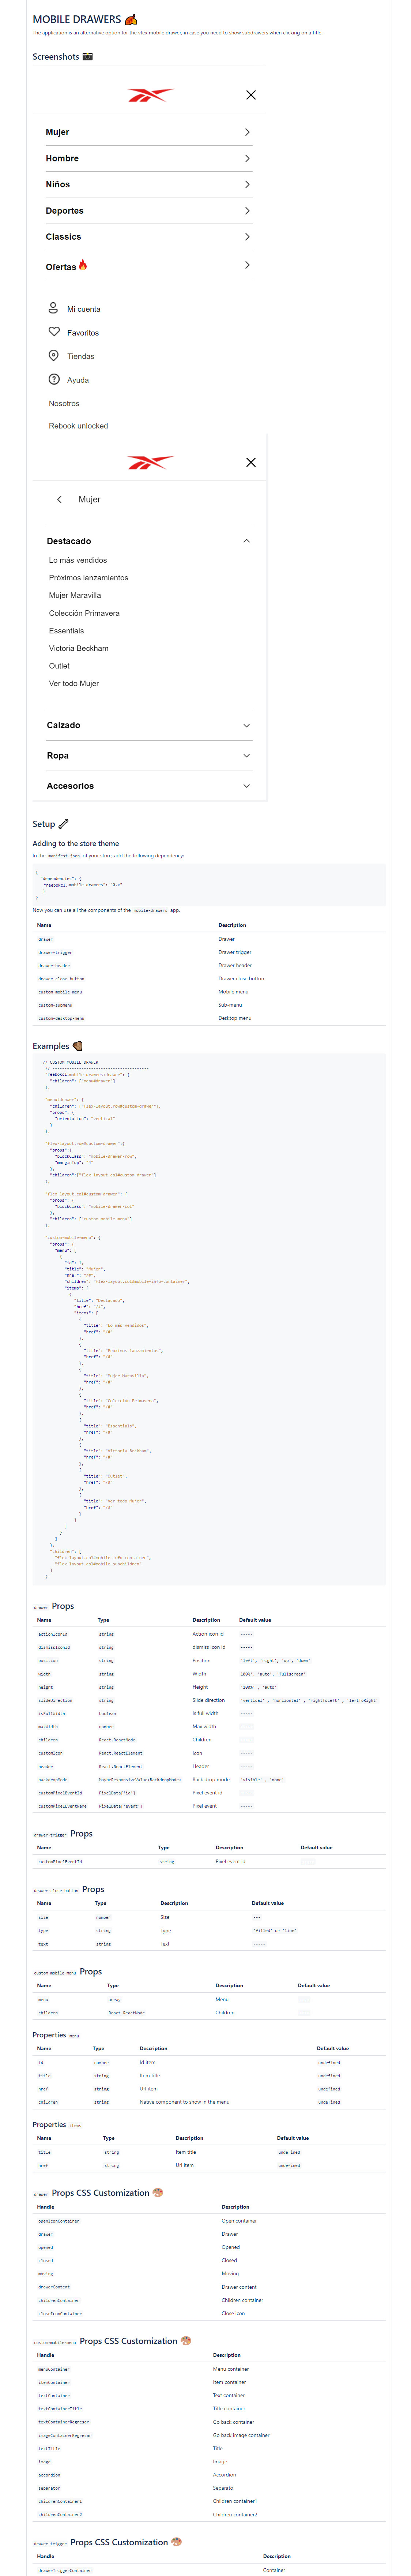 MOBILE DRAWERS
The application is an alternative option for the vtex mobile drawer, in case you need to show subdrawers when clicking on a title.
Screenshots
Mujer
Hombre
Niños
Deportes
Classics
Ofertas
Mi cuenta
Favoritos
Tiendas
Ayuda
Nosotros
Rebook unlocked
Mujer
Destacado
Lo más vendidos
Próximos lanzamientos
Mujer Maravilla
Colección Primavera
Essentials
Victoria Beckham
Outlet
Ver todo Mujer
Calzado
Ropa
Accesorios
Setup
Adding to the store theme
In the manifest.json of your store, add the following dependency:
{
"dependencies": {
"reebokcl.mobile-drawers": "0.x"
}
}
Now you can use all the components of the mobile-drawers app.
Name Description
drawer Drawer
drawer-trigger Drawer trigger
drawer-header Drawer header
drawer-close-button Drawer close button
custom-mobile-menu Mobile menu
custom-submenu Sub-menu
custom-desktop-menu Desktop menu
Examples
// CUSTOM MOBILE DRAWER
// ----------------------------------------
"reebokcl.mobile-drawers:drawer": {
"children": ["menu#drawer"]
},
"menu#drawer": {
"children": ["flex-layout.row#custom-drawer"],
"props": {
"orientation": "vertical"
}
},
"flex-layout.row#custom-drawer":{
"props":{
"blockClass": "mobile-drawer-row",
"marginTop": "0"
},
"children":["flex-layout.col#custom-drawer"]
},
"flex-layout.col#custom-drawer": {
"props": {
"blockClass": "mobile-drawer-col"
},
"children": ["custom-mobile-menu"]
},
"custom-mobile-menu": {
"props": {
"menu": [
{
"id": 1,
"title": "Mujer",
"href": "/#",
"children": "flex-layout.col#mobile-info-container",
"items": [
{
"title": "Destacado",
"href": "/#",
"items": [
{
"title": "Lo más vendidos",
"href": "/#"
},
{
"title": "Próximos lanzamientos",
"href": "/#"
},
{
"title": "Mujer Maravilla",
"href": "/#"
},
{
"title": "Colección Primavera",
"href": "/#"
},
{
"title": "Essentials",
"href": "/#"
},
{
"title": "Victoria Beckham",
"href": "/#"
},
{
"title": "Outlet",
"href": "/#"
},
{
"title": "Ver todo Mujer",
"href": "/#"
}
]
]
}
]
},
"children": [
"flex-layout.col#mobile-info-container",
"flex-layout.col#mobile-subchildren"
]
}
drawer Props
Name Type Description Default value
actionIconId string Action icon id -----
dismissIconId string dismiss icon id -----
position string Position 'left', 'right', 'up', 'down'
width string Width 100%', 'auto', 'fullscreen'
height string Height '100%' , 'auto'
slideDirection string Slide direction 'vertical' , 'horizontal' , 'rightToLeft' , 'leftToRight'
isFullWidth boolean Is full width -----
maxWidth number Max width -----
children React.ReactNode Children -----
customIcon React.ReactElement Icon -----
header React.ReactElement Header -----
backdropMode MaybeResponsiveValue<BackdropMode> Back drop mode 'visible' , 'none'
customPixelEventId PixelData['id'] Pixel event id -----
customPixelEventName PixelData['event'] Pixel event -----
drawer-trigger Props
Name Type Description Default value
customPixelEventId string Pixel event id -----
drawer-close-button Props
Name Type Description Default value
size number Size ---
type string Type 'filled' or 'line'
text string Text -----
custom-mobile-menu Props
Name Type Description Default value
menu array Menu ----
children React.ReactNode Children ----
Properties menu
Name Type Description Default value
id number Id item undefined
title string Item title undefined
href string Url item undefined
children string Native component to show in the menu undefined
Properties items
Name Type Description Default value
title string Item title undefined
href string Url item undefined
drawer Props CSS Customization
Handle Description
openIconContainer Open container
drawer Drawer
opened Opened
closed Closed
moving Moving
drawerContent Drawer content
childrenContainer Children container
closeIconContainer Close icon
custom-mobile-menu Props CSS Customization
Handle Description
menuContainer Menu container
itemContainer Item container
textContainer Text container
textContainerTitle Title container
textContainerRegresar Go back container
imageContainerRegresar Go back image container
textTitle Title
image Image
accordion Accordion
separator Separato
childrenContainer1 Children container1
childrenContainer2 Children container2
drawer-trigger Props CSS Customization
Handle Description
drawerTriggerContainer Container